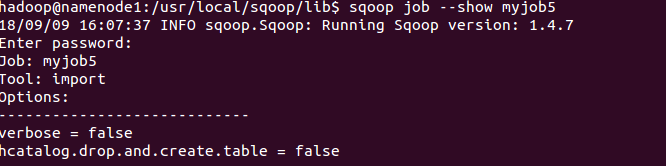 hadoop@namenode1:/usr/local/sqoop/lib$ sqoop job --show myjob5
18/09/09 16:07:37 INFO sqoop.Sqoop: Running Sqoop version: 1.4.7
Enter password:
Job: myjob5
Tool: import
Options:
----------------------------
verbose = false
hcatalog.drop.and.create.table = false